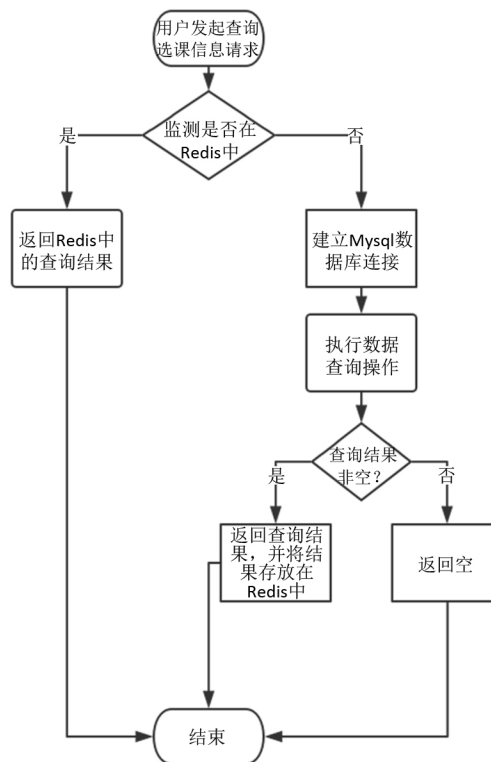 用户发起查询
选课信息请求
监测是否在
Redis中
是
否
返回Redis中
的查询结果
建立Mysql数
据库连接
执行数据
查询操作
查询结果
非空？
是
否
返回查询结
果，并将结
果存放在
Redis中
返回空
结束